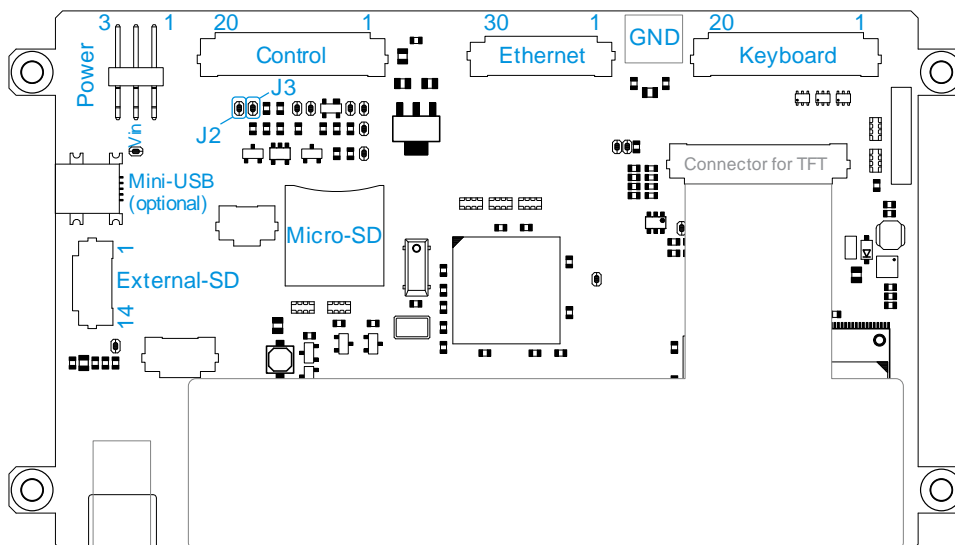 3 1
20 1
30 1
20 1
Power
Control
Ethernet
GND
Keyboard
J3
J2
Vin
Connector for TFT
Mini-USB
(optional)
Micro-SD
1
External-SD
14